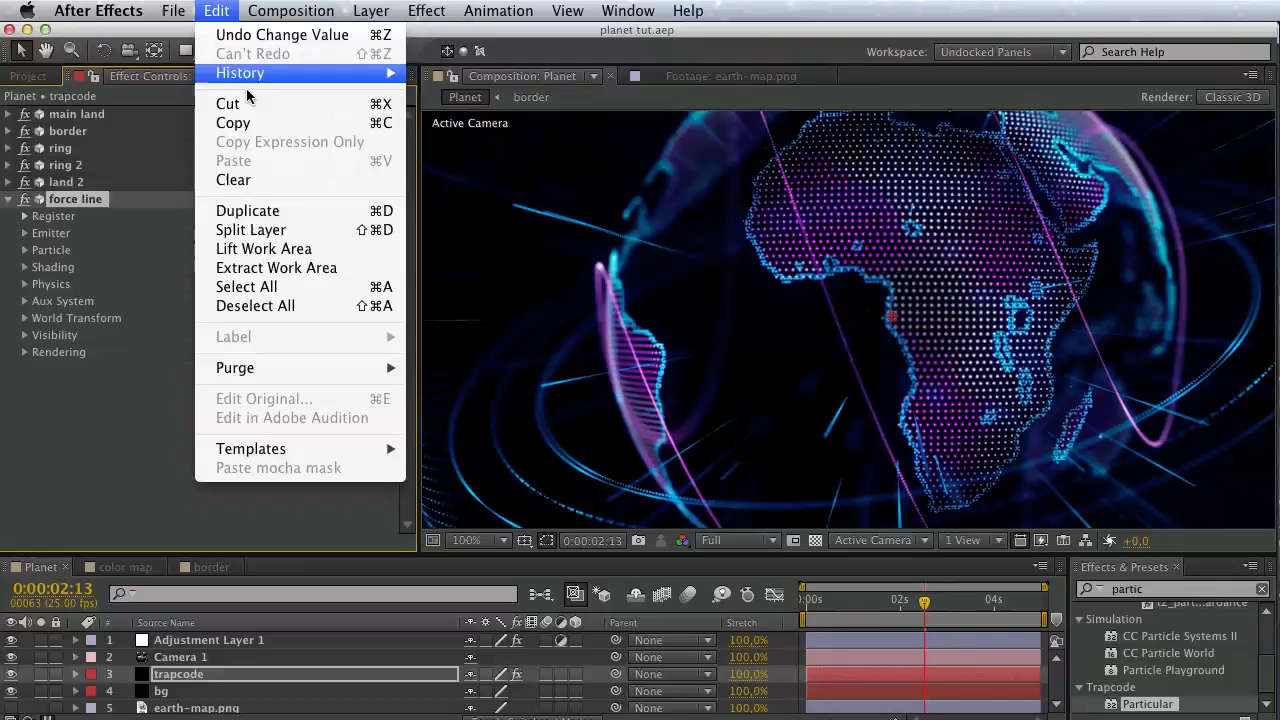 After Effects File Edit Composition Layer Effect Animation View Window Help
planet tut.aep
Workspace: Undocked Panels Search Help
Project Effect Controls: Composition: Planet Footage: earth-map.png
Planet • trapcode Planet border Renderer: Classic 3D
Active Camera
fx main land
fx border
fx ring
fx ring 2
fx land 2
fx force line
Register
Emitter
Particle
Shading
Physics
Aux System
World Transform
Visibility
Rendering
Undo Change Value ⌘Z
Can't Redo ⇧⌘Z
History
Cut ⌘X
Copy ⌘C
Copy Expression Only
Paste ⌘V
Clear
Duplicate ⌘D
Split Layer ⇧⌘D
Lift Work Area
Extract Work Area
Select All ⌘A
Deselect All ⇧⌘A
Label
Purge
Edit Original... ⌘E
Edit in Adobe Audition
Templates
Paste mocha mask
100% 0:00:02:13 Full Active Camera 1 View +0,0
Planet color map border Effects & Presets
0:00:02:13
00063 (25.00 fps)
:00s 02s 04s
partic
# Source Name Parent Stretch
1 Adjustment Layer 1 fx None 100,0%
2 Camera 1 None 100,0%
3 trapcode fx None 100,0%
4 bg None 100,0%
5 earth-map.png None 100,0%
Simulation
CC Particle Systems II
CC Particle World
Particle Playground
Trapcode
Particular